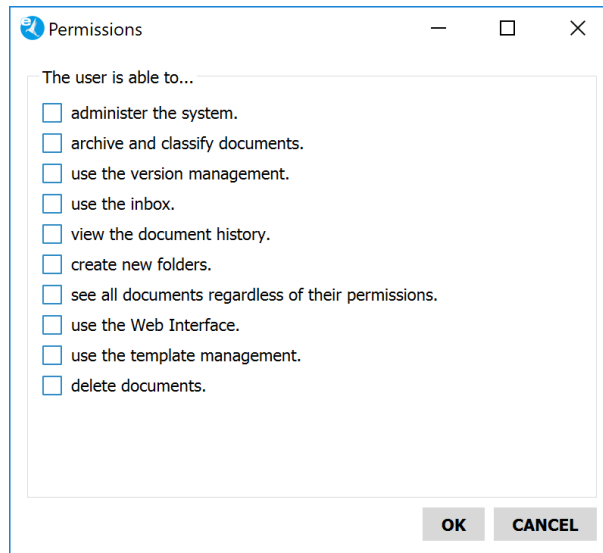 Permissions
The user is able to...
administer the system.
archive and classify documents.
use the version management.
use the inbox.
view the document history.
create new folders.
see all documents regardless of their permissions.
use the Web Interface.
use the template management.
delete documents.
OK CANCEL